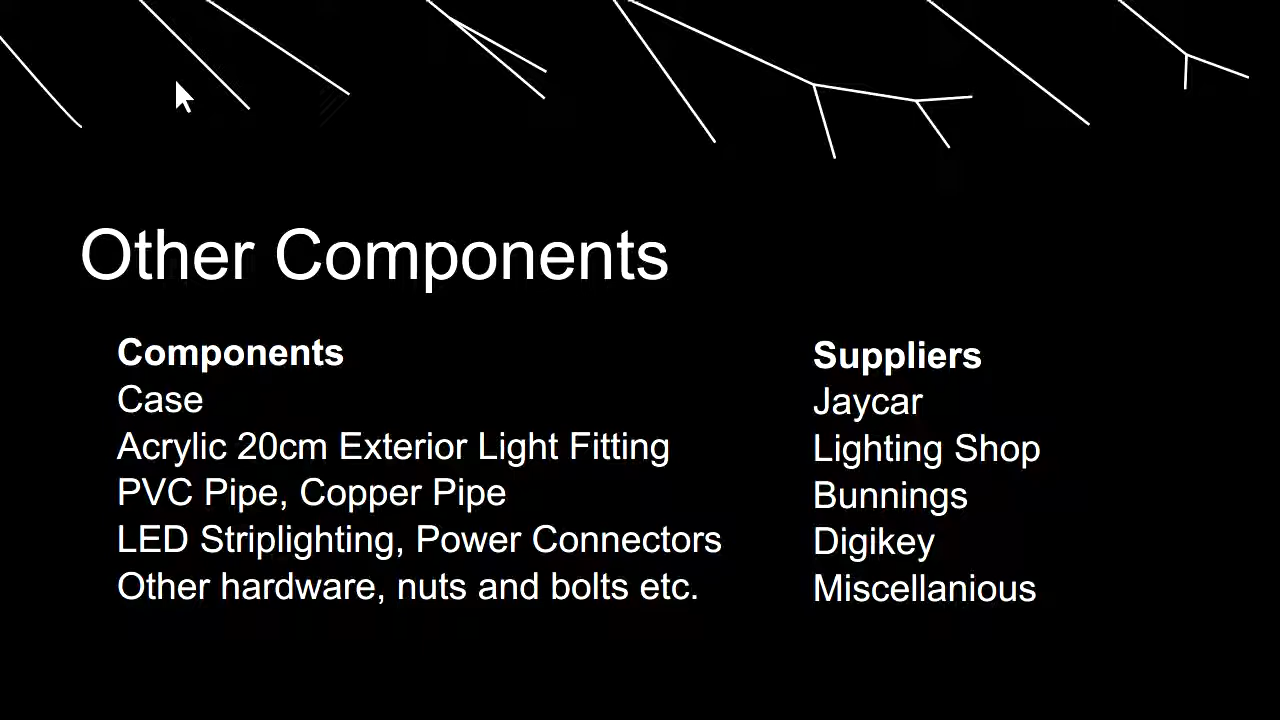 Other Components
Components
Case
Acrylic 20cm Exterior Light Fitting
PVC Pipe, Copper Pipe
LED Striplighting, Power Connectors
Other hardware, nuts and bolts etc.
Suppliers
Jaycar
Lighting Shop
Bunnings
Digikey
Miscellanious